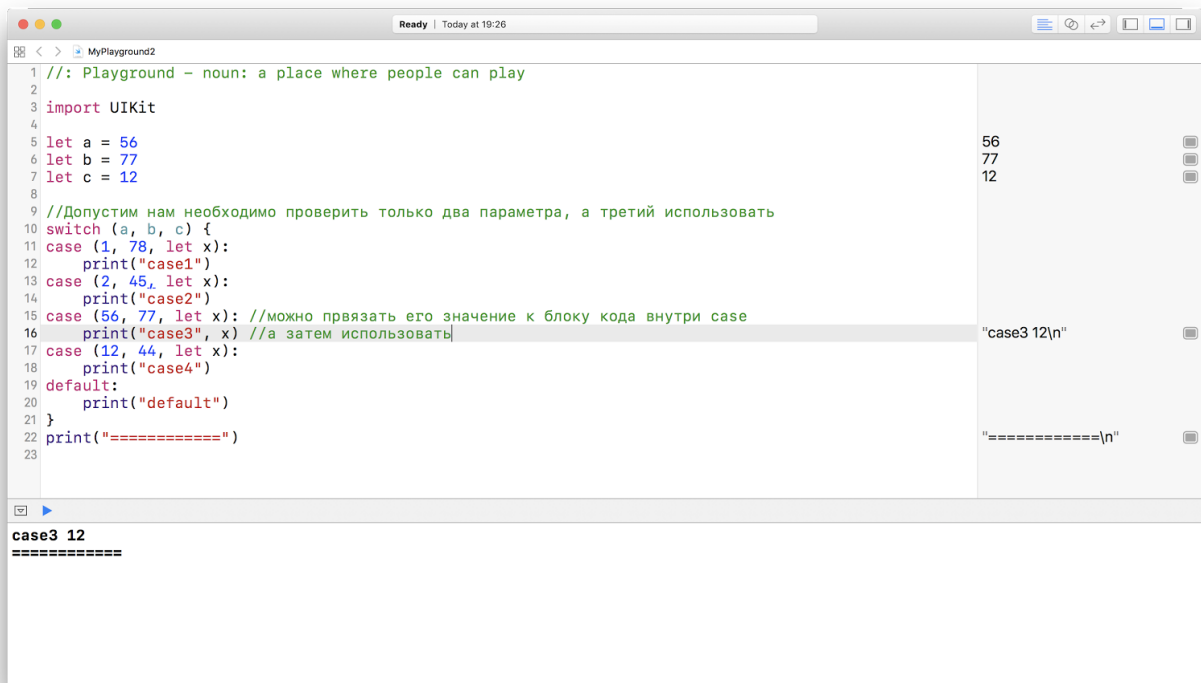 Ready | Today at 19:26
MyPlayground2
1 //: Playground – noun: a place where people can play
2
3 import UIKit
4
5 let a = 56 56
6 let b = 77 77
7 let c = 12 12
8
9 //Допустим нам необходимо проверить только два параметра, а третий использовать
10 switch (a, b, c) {
11 case (1, 78, let x):
12     print("case1")
13 case (2, 45, let x):
14     print("case2")
15 case (56, 77, let x): //можно првязать его значение к блоку кода внутри case
16     print("case3", x) //а затем использовать "case3 12\n"
17 case (12, 44, let x):
18     print("case4")
19 default:
20     print("default")
21 }
22 print("============") "============\n"
23
case3 12
============